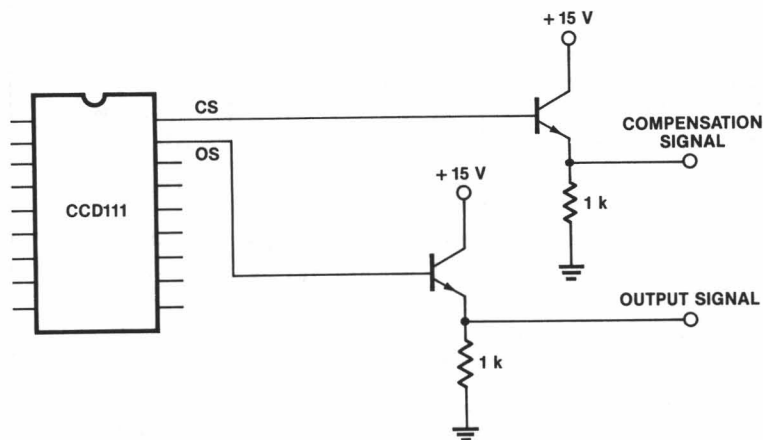 + 15 V
CS
COMPENSATION
SIGNAL
OS
+ 15 V
CCD111
1 k
OUTPUT SIGNAL
1 k